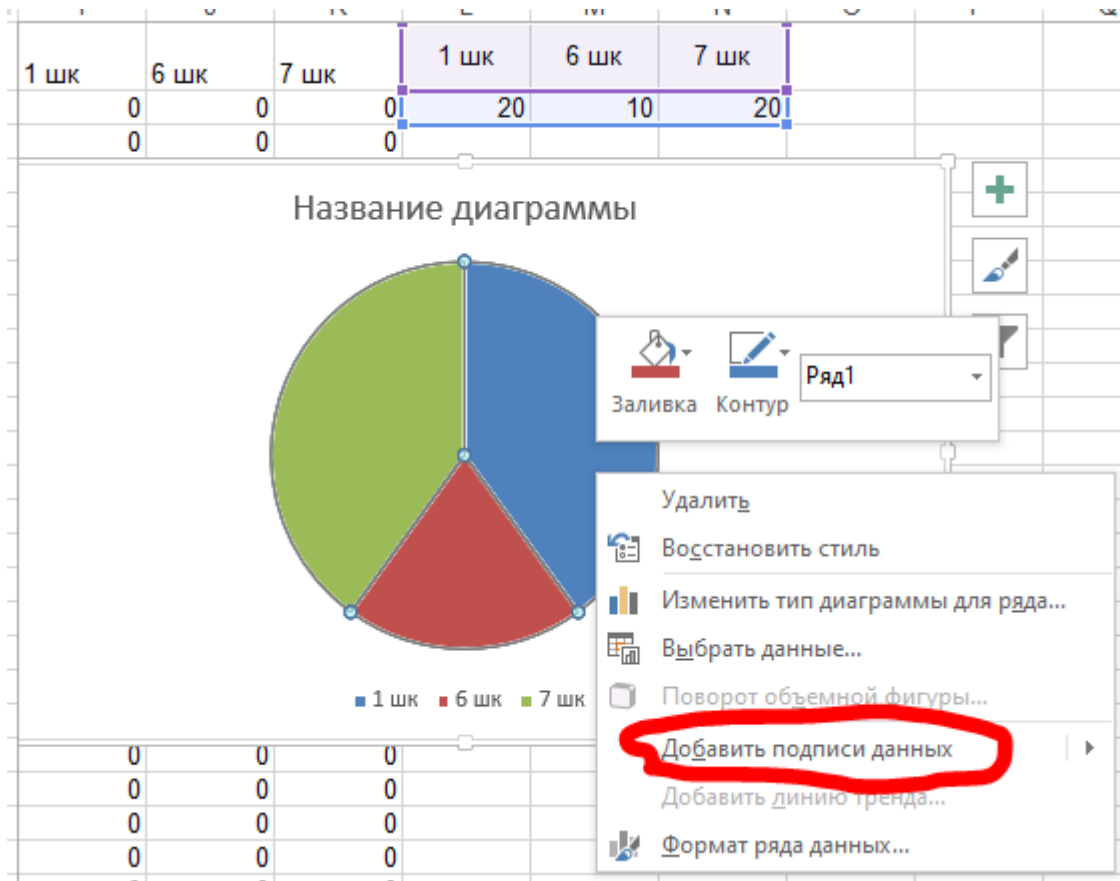 1 шк 6 шк 7 шк 1 шк 6 шк 7 шк
0 0 0 20 10 20
0 0 0
Название диаграммы
Ряд1
Заливка Контур
Удалить
Восстановить стиль
Изменить тип диаграммы для ряда...
Выбрать данные...
Поворот объемной фигуры...
1 шк 6 шк 7 шк
Добавить подписи данных
Добавить линию тренда...
Формат ряда данных...
0 0 0
0 0 0
0 0 0
0 0 0